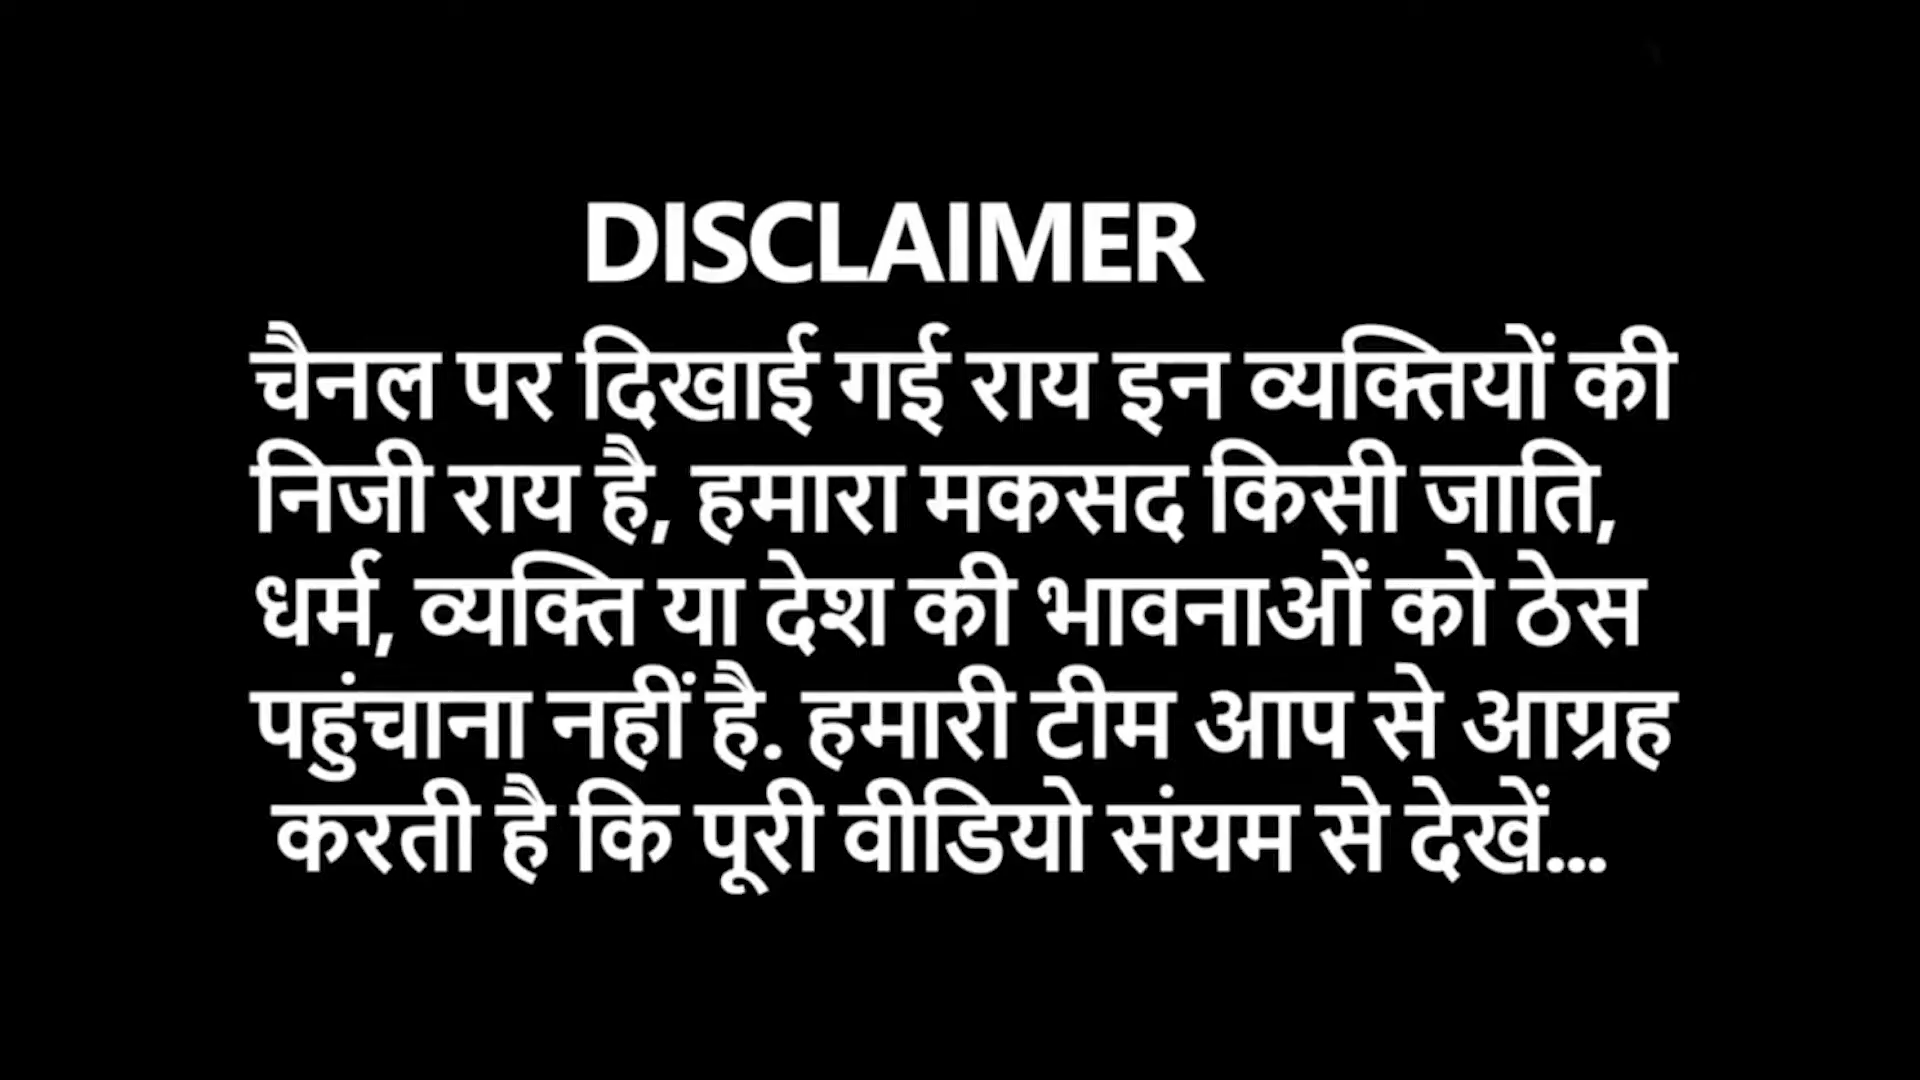 DISCLAIMER
चैनल पर दिखाई गई राय इन व्यक्तियों की
निजी राय है, हमारा मकसद किसी जाति,
धर्म, व्यक्ति या देश की भावनाओं को ठेस
पहुंचाना नहीं है. हमारी टीम आप से आग्रह
करती है कि पूरी वीडियो संयम से देखें...